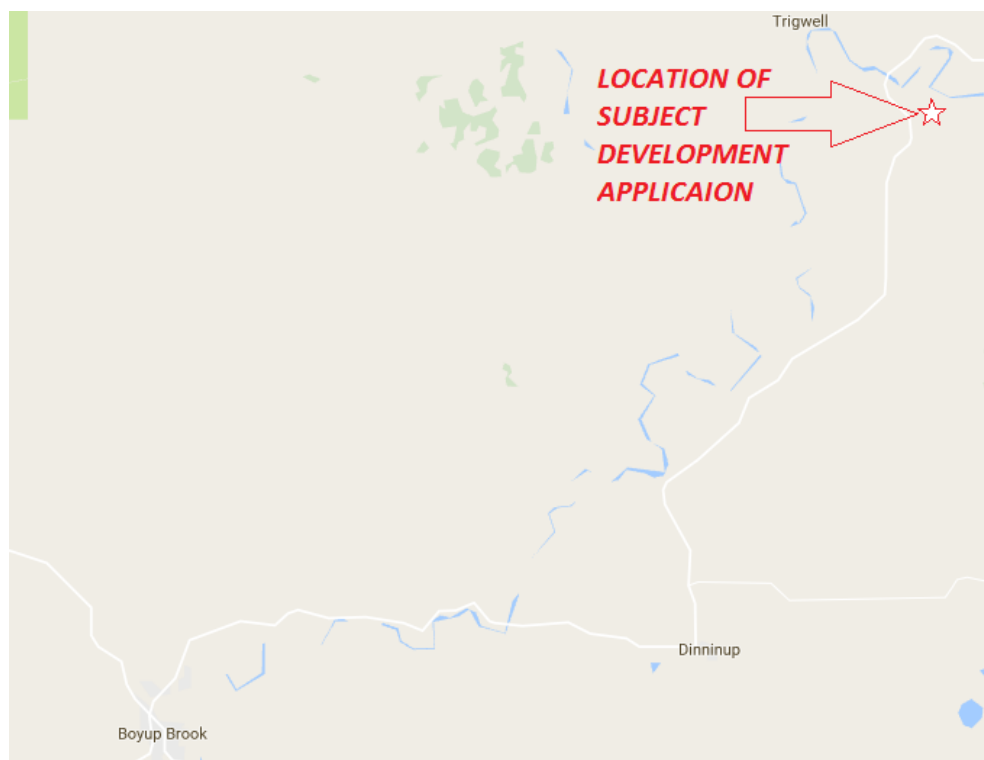 Trigwell
LOCATION OF
SUBJECT
DEVELOPMENT
APPLICAION
Dinninup
Boyup Brook